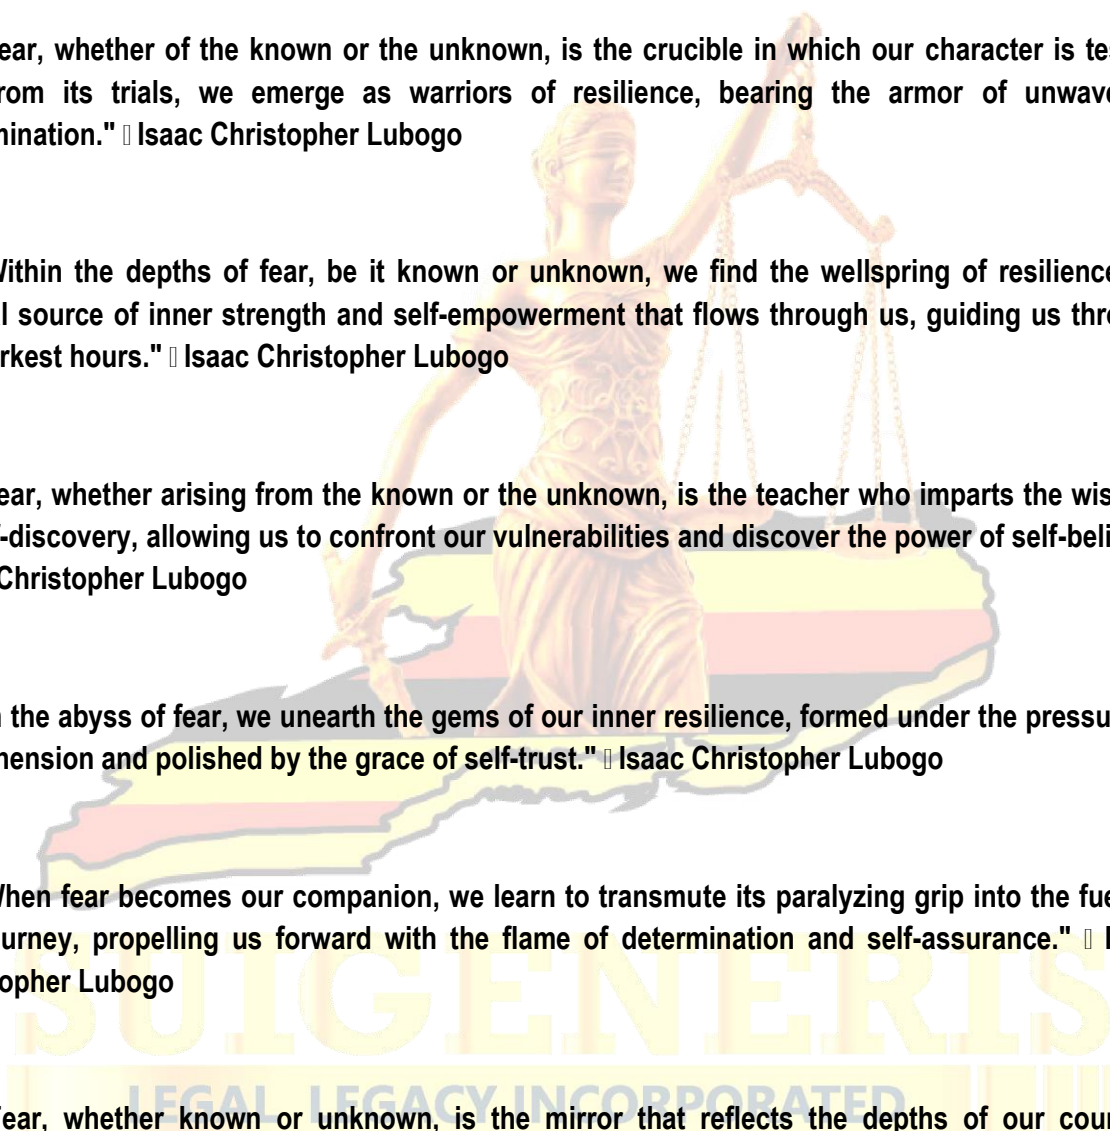 ear, whether of the known or the unknown, is the crucible in which our character is tes
rom its trials, we emerge as warriors of resilience, bearing the armor of unwave
mination." Isaac Christopher Lubogo
Within the depths of fear, be it known or unknown, we find the wellspring of resilience
l source of inner strength and self-empowerment that flows through us, guiding us thr
rkest hours." Isaac Christopher Lubogo
ear, whether arising from the known or the unknown, is the teacher who imparts the wis
f-discovery, allowing us to confront our vulnerabilities and discover the power of self-beli
Christopher Lubogo
n the abyss of fear, we unearth the gems of our inner resilience, formed under the pressu
hension and polished by the grace of self-trust." Isaac Christopher Lubogo
When fear becomes our companion, we learn to transmute its paralyzing grip into the fue
urney, propelling us forward with the flame of determination and self-assurance."
opher Lubogo
SUIGENERIS
LEGAL LEGACY INCORPORATED
Fear, whether known or unknown, is the mirror that reflects the depths of our cour